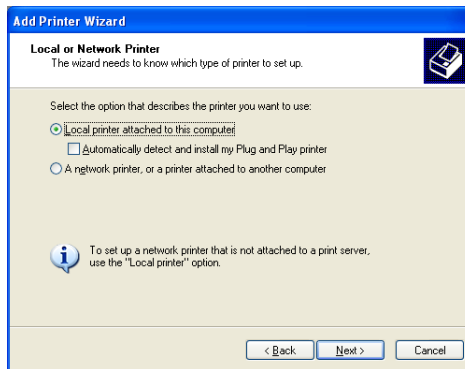 Add Printer Wizard
Local or Network Printer
The wizard needs to know which type of printer to set up.
Select the option that describes the printer you want to use:
Local printer attached to this computer
Automatically detect and install my Plug and Play printer
A network printer, or a printer attached to another computer
To set up a network printer that is not attached to a print server,
use the "Local printer" option.
< Back
Next >
Cancel